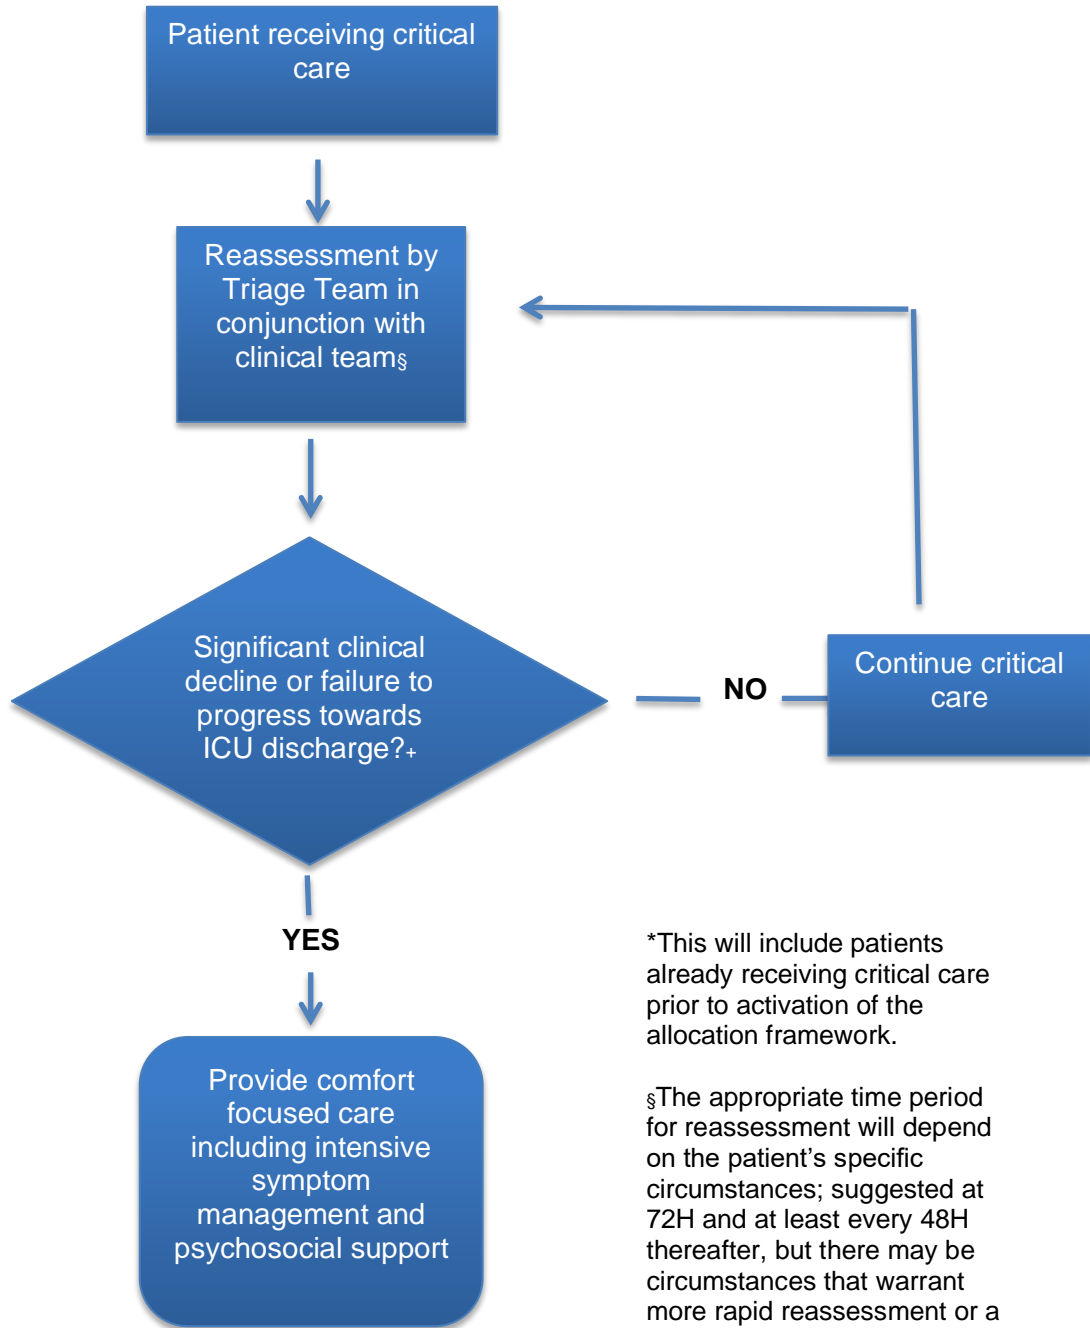 Patient receiving critical
care
Reassessment by
Triage Team in
conjunction with
clinical team§
Significant clinical
decline or failure to
progress towards
ICU discharge?+
NO
Continue critical
care
YES
Provide comfort
focused care
including intensive
symptom
management and
psychosocial support
*This will include patients
already receiving critical care
prior to activation of the
allocation framework.
§The appropriate time period
for reassessment will depend
on the patient’s specific
circumstances; suggested at
72H and at least every 48H
thereafter, but there may be
circumstances that warrant
more rapid reassessment or a